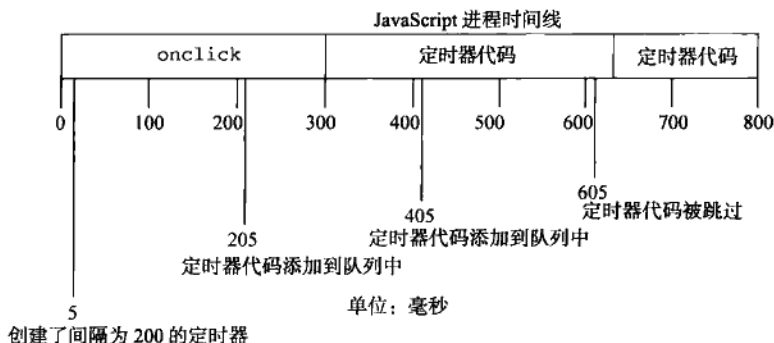 JavaScript 进程时间线
onclick 定时器代码 定时器代码
0 100 200 300 400 500 600 700 800
605
定时器代码被跳过
405
定时器代码添加到队列中
205
定时器代码添加到队列中
单位：毫秒
5
创建了间隔为 200 的定时器